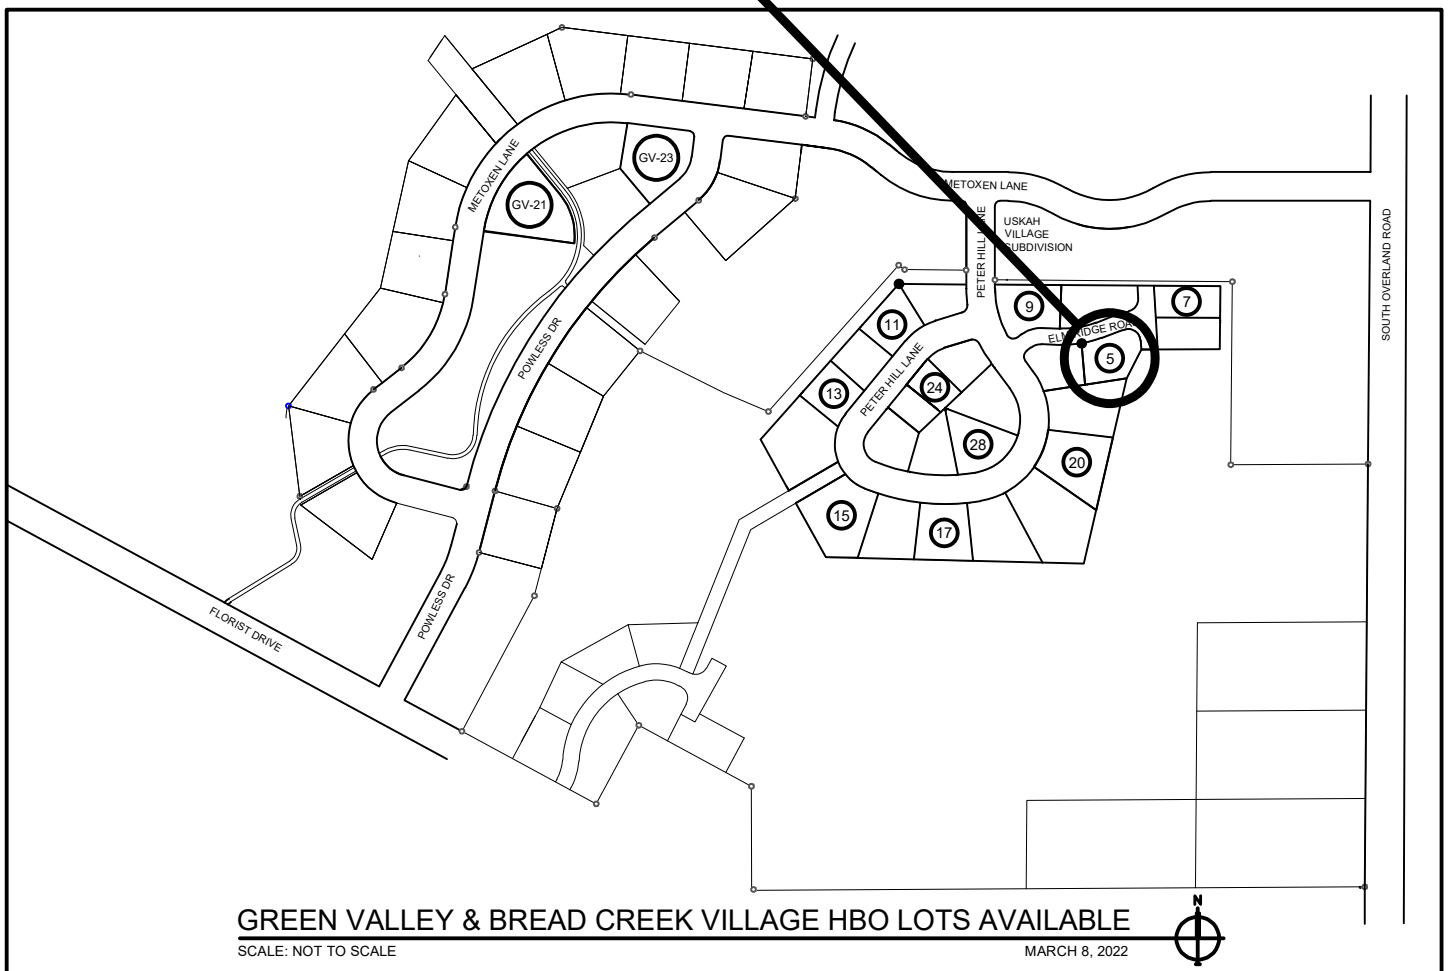 GV-23
METOXEN LANE
GV-21
METOXEN LANE
PETER HILL LANE
USKAH
VILLAGE
SUBDIVISION
SOUTH OVERLAND ROAD
9
7
11
ELMRIDGE ROAD
5
POWLESS DR
PETER HILL LANE
24
13
28
20
15
17
POWLESS DR
FLORIST DRIVE
N
GREEN VALLEY & BREAD CREEK VILLAGE HBO LOTS AVAILABLE
SCALE: NOT TO SCALE
MARCH 8, 2022